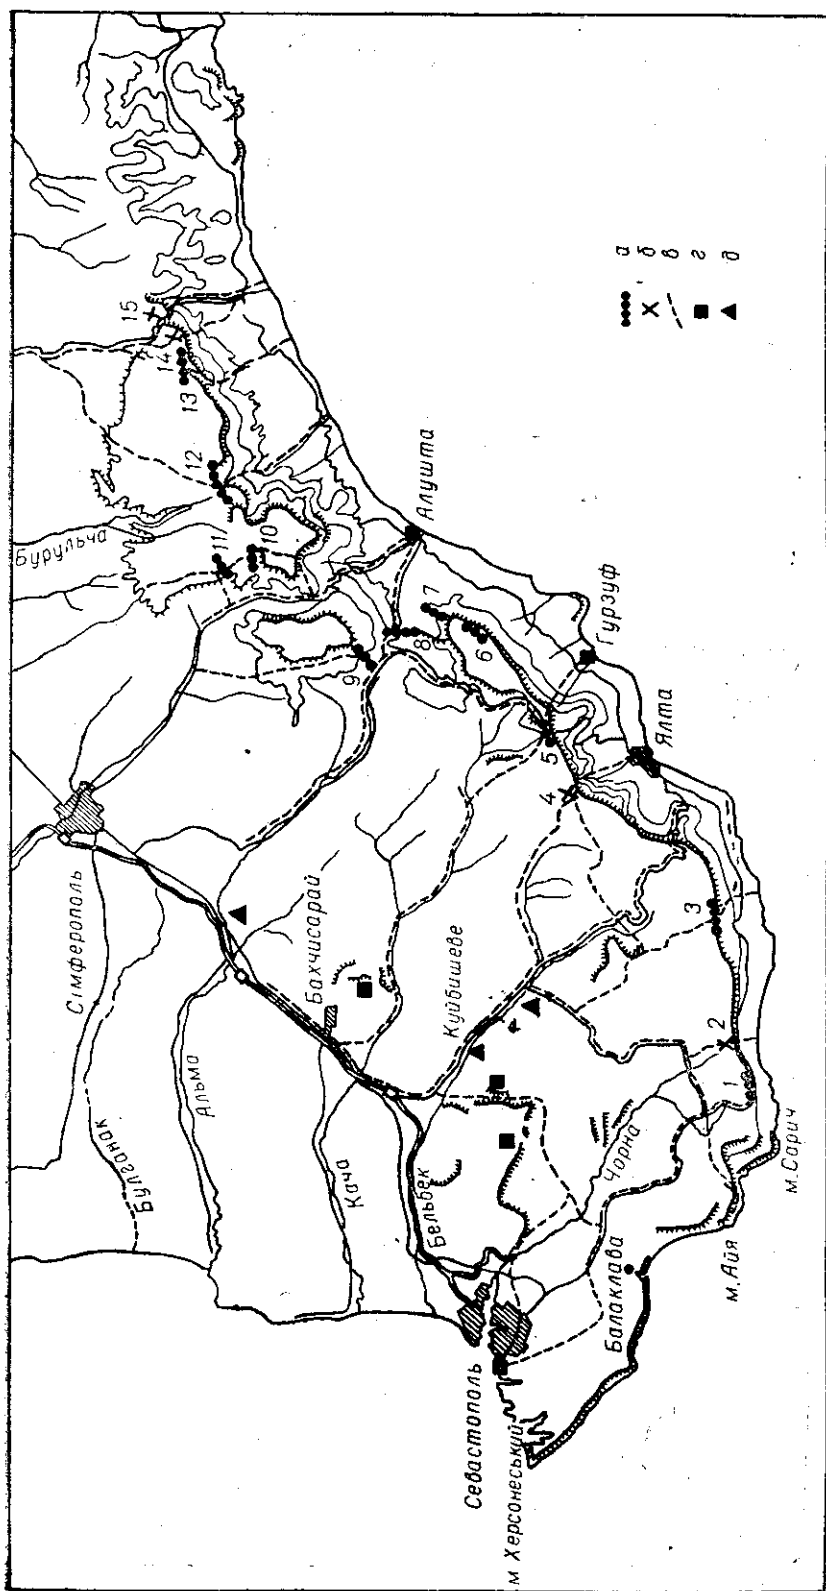 Сімферополь
Булганак
Альма
Кача
Бельбек
Бахчисарай
Куйбишеве
Севастополь
м Херсонеський
Балаклава
Чорна
м. Айя
м. Сарич
Ялта
Гурзуф
Алушта
Бурульча
1
2
3
4
5
6
7
8
9
10
11
12
13
14
15
а
б
в
г
д